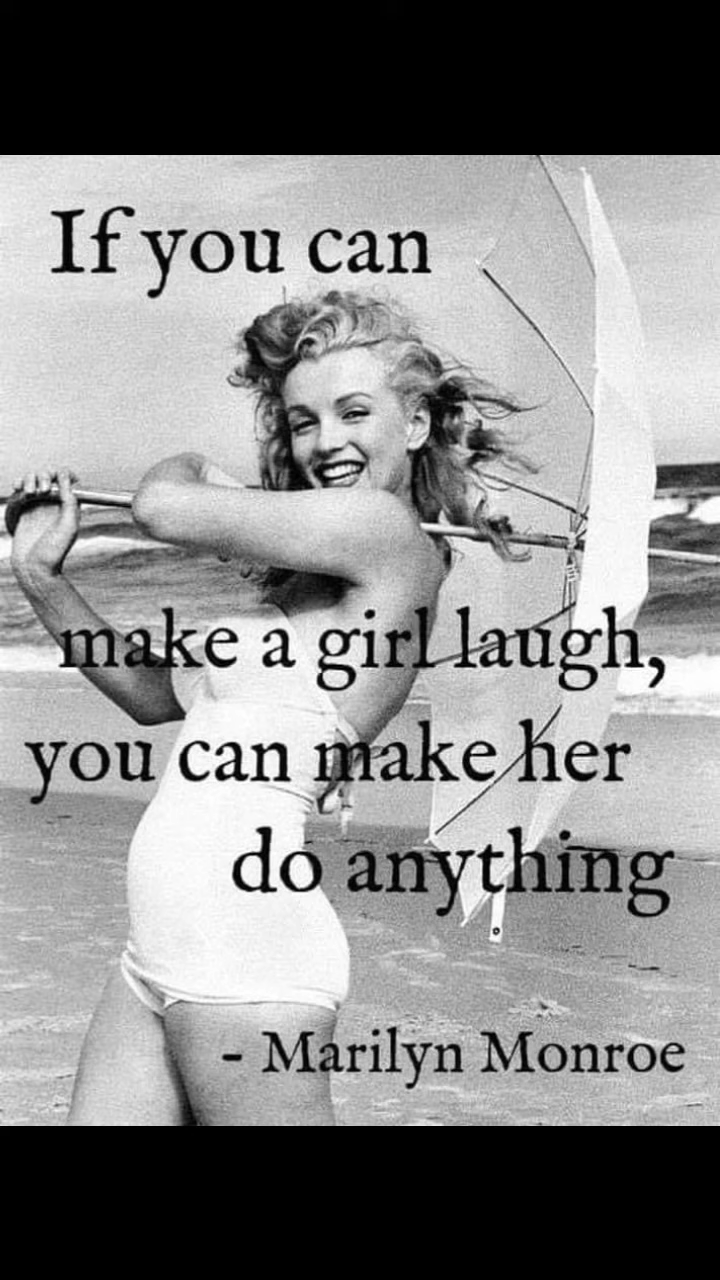 If you can
make a girl laugh,
you can make her
do anything
- Marilyn Monroe